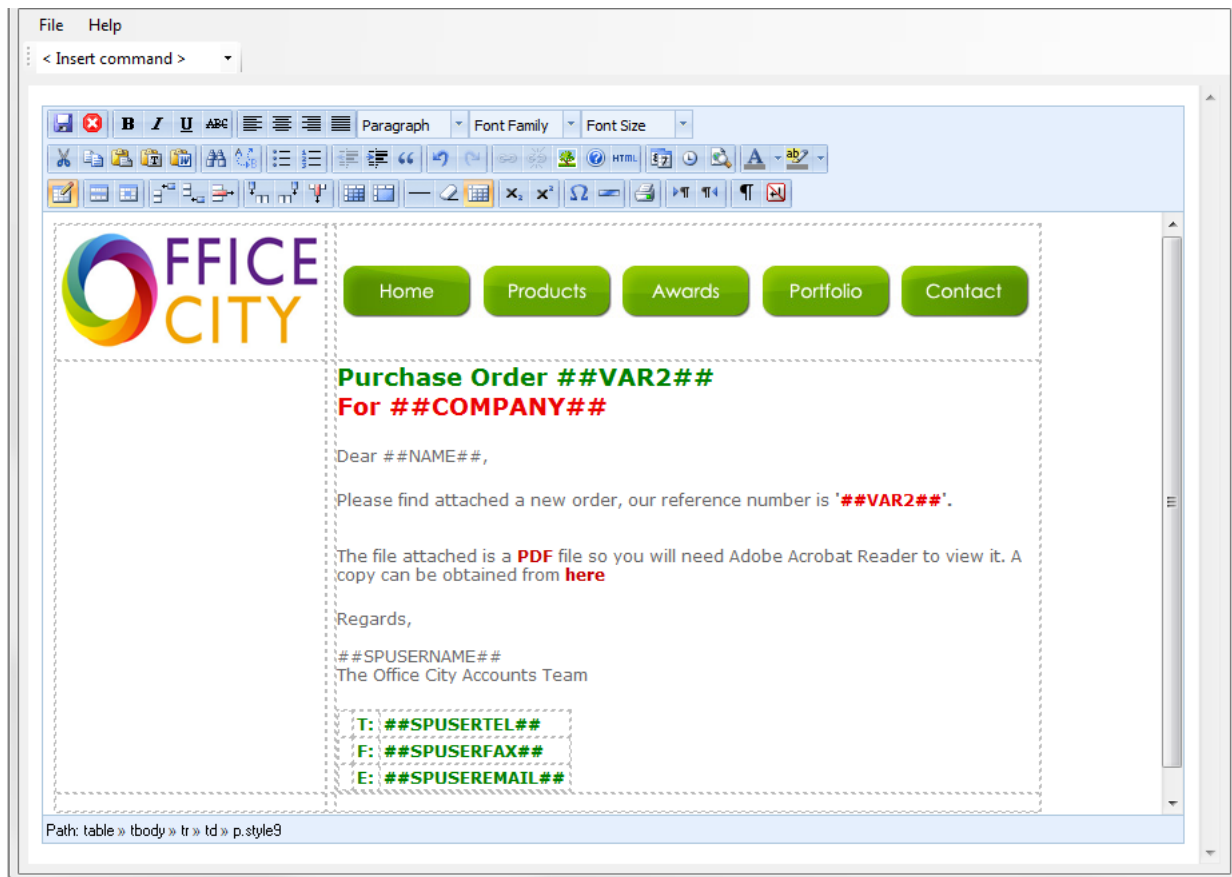 File Help
< Insert command >
B I U ABC Paragraph Font Family Font Size
HTML
OFFICE
CITY
Home Products Awards Portfolio Contact
Purchase Order ##VAR2##
For ##COMPANY##
Dear ##NAME##,
Please find attached a new order, our reference number is '##VAR2##'.
The file attached is a PDF file so you will need Adobe Acrobat Reader to view it. A
copy can be obtained from here
Regards,
##SPUSERNAME##
The Office City Accounts Team
T: ##SPUSERTEL##
F: ##SPUSERFAX##
E: ##SPUSEREMAIL##
Path: table » tbody » tr » td » p.style9